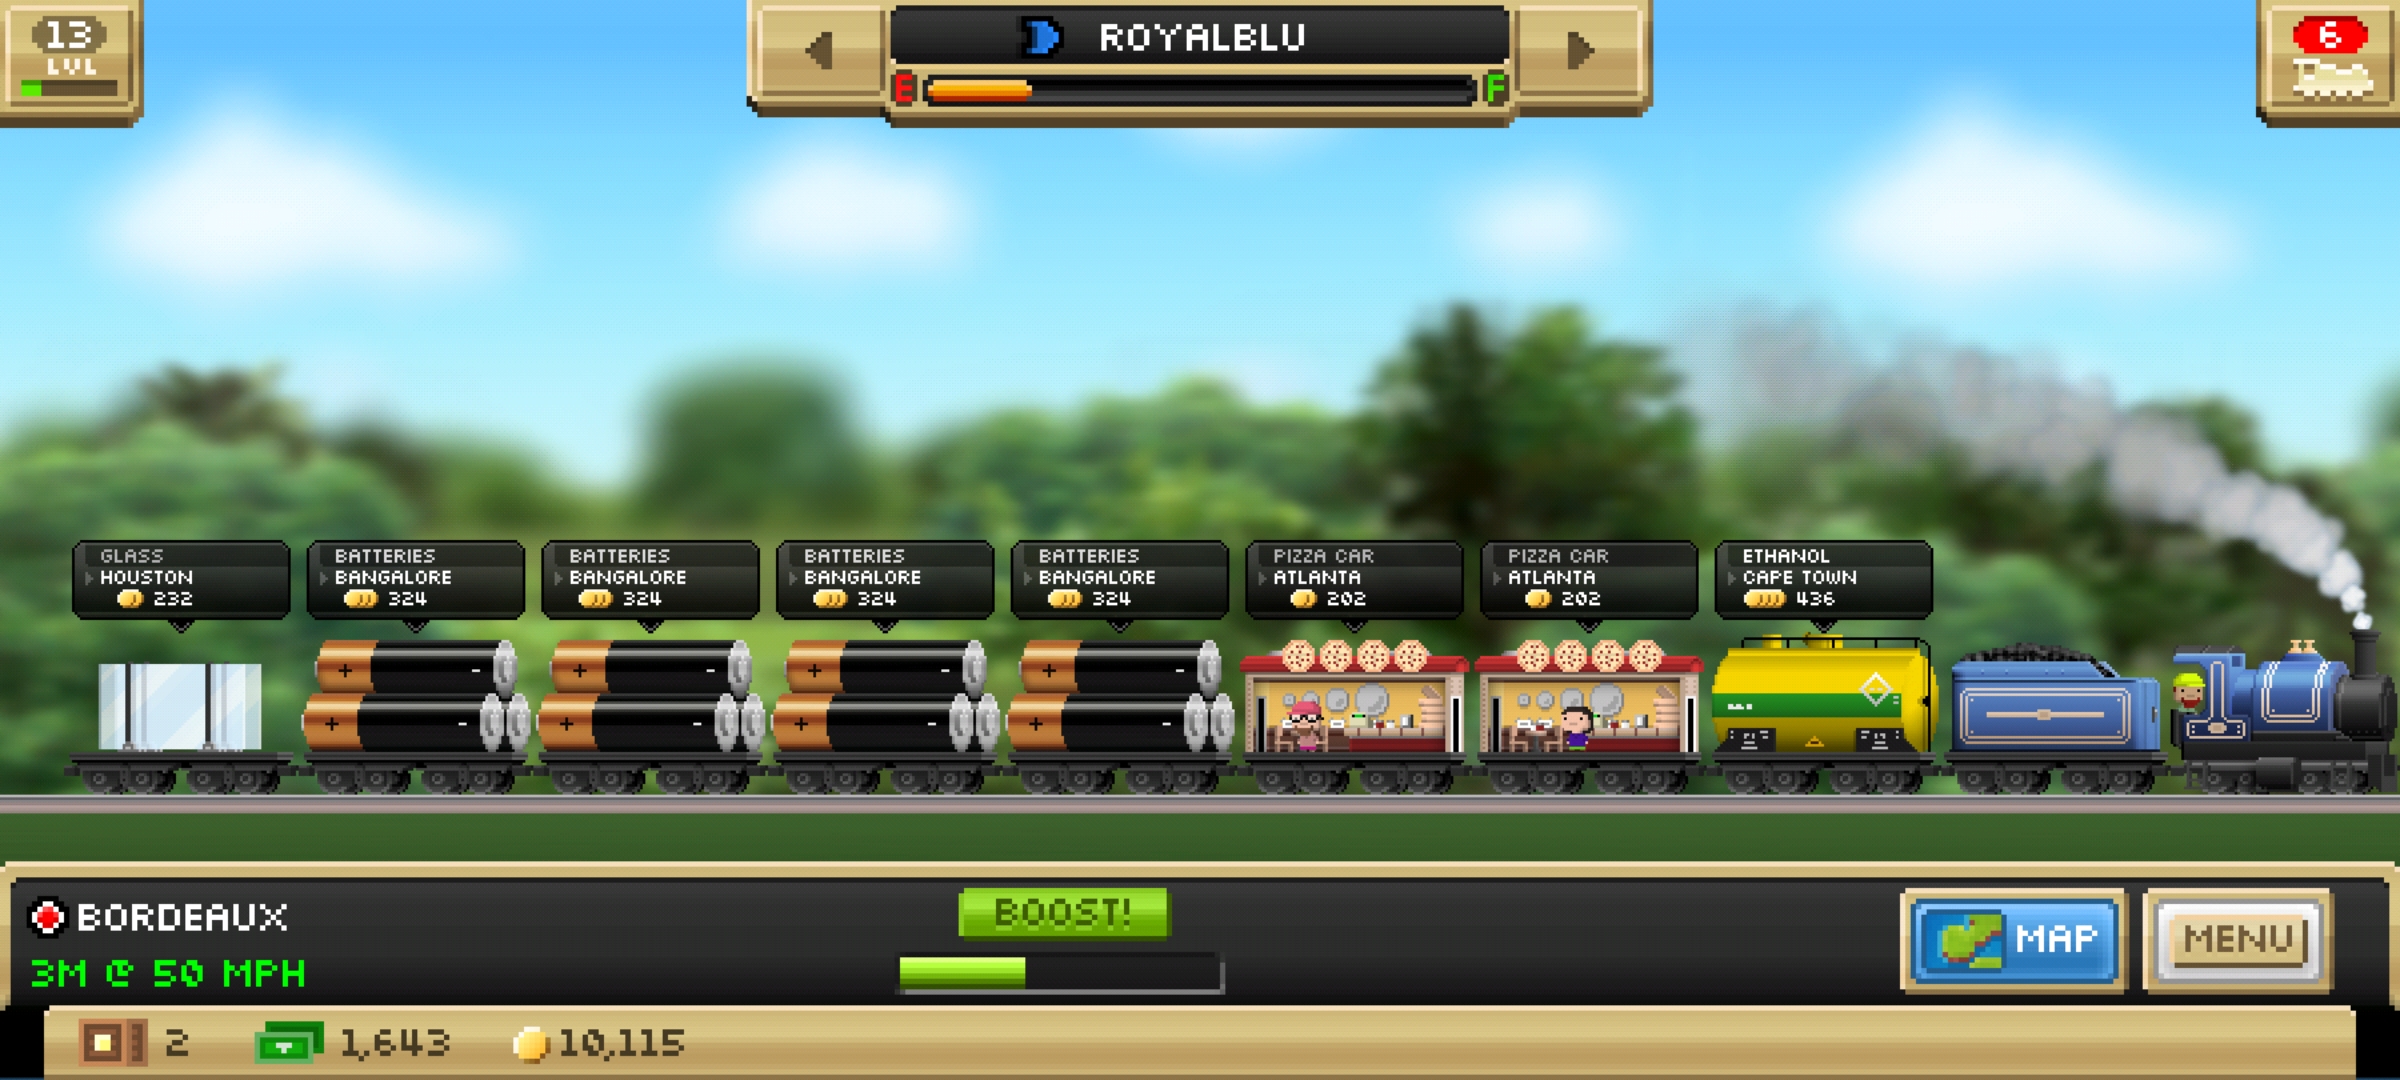 13
LVL
ROYALBLU
E
F
6
GLASS
HOUSTON
232
BATTERIES
BANGALORE
324
BATTERIES
BANGALORE
324
BATTERIES
BANGALORE
324
BATTERIES
BANGALORE
324
PIZZA CAR
ATLANTA
202
PIZZA CAR
ATLANTA
202
ETHANOL
CAPE TOWN
436
BORDEAUX
3M @ 50 MPH
BOOST!
MAP
MENU
2
1,643
10,115